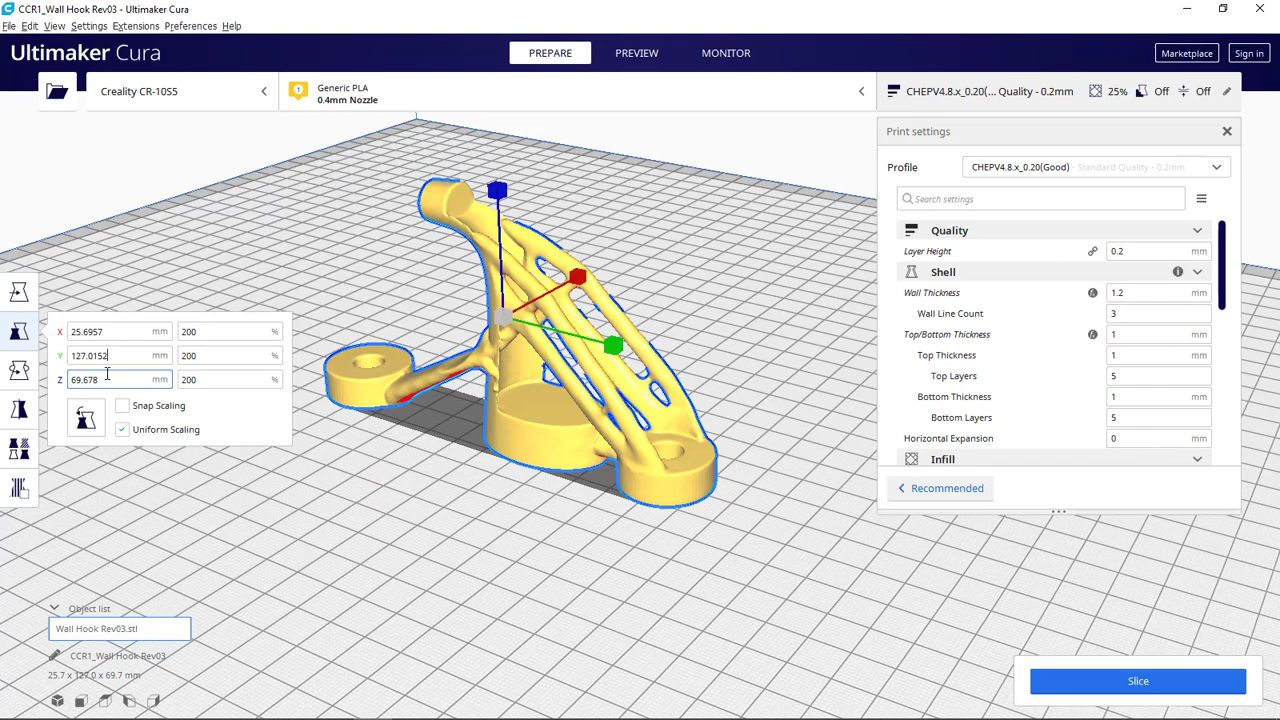 CCR1_Wall Hook Rev03 - Ultimaker Cura
File Edit View Settings Extensions Preferences Help
Ultimaker Cura
PREPARE PREVIEW MONITOR
Marketplace Sign in
Creality CR-10S5
1
Generic PLA
0.4mm Nozzle
CHEPV4.8.x_0.20(... Quality - 0.2mm 25% Off Off
Print settings
Profile CHEPV4.8.x_0.20(Good) - Standard Quality - 0.2mm
Search settings
Quality
Layer Height 0.2 mm
Shell
Wall Thickness 1.2 mm
Wall Line Count 3
Top/Bottom Thickness 1 mm
Top Thickness 1 mm
Top Layers 5
Bottom Thickness 1 mm
Bottom Layers 5
Horizontal Expansion 0 mm
Infill
Recommended
X 25.6957 mm 200 %
Y 127.0152 mm 200 %
Z 69.678 mm 200 %
Snap Scaling
Uniform Scaling
Object list
Wall Hook Rev03.stl
CCR1_Wall Hook Rev03
25.7 x 127.0 x 69.7 mm
Slice